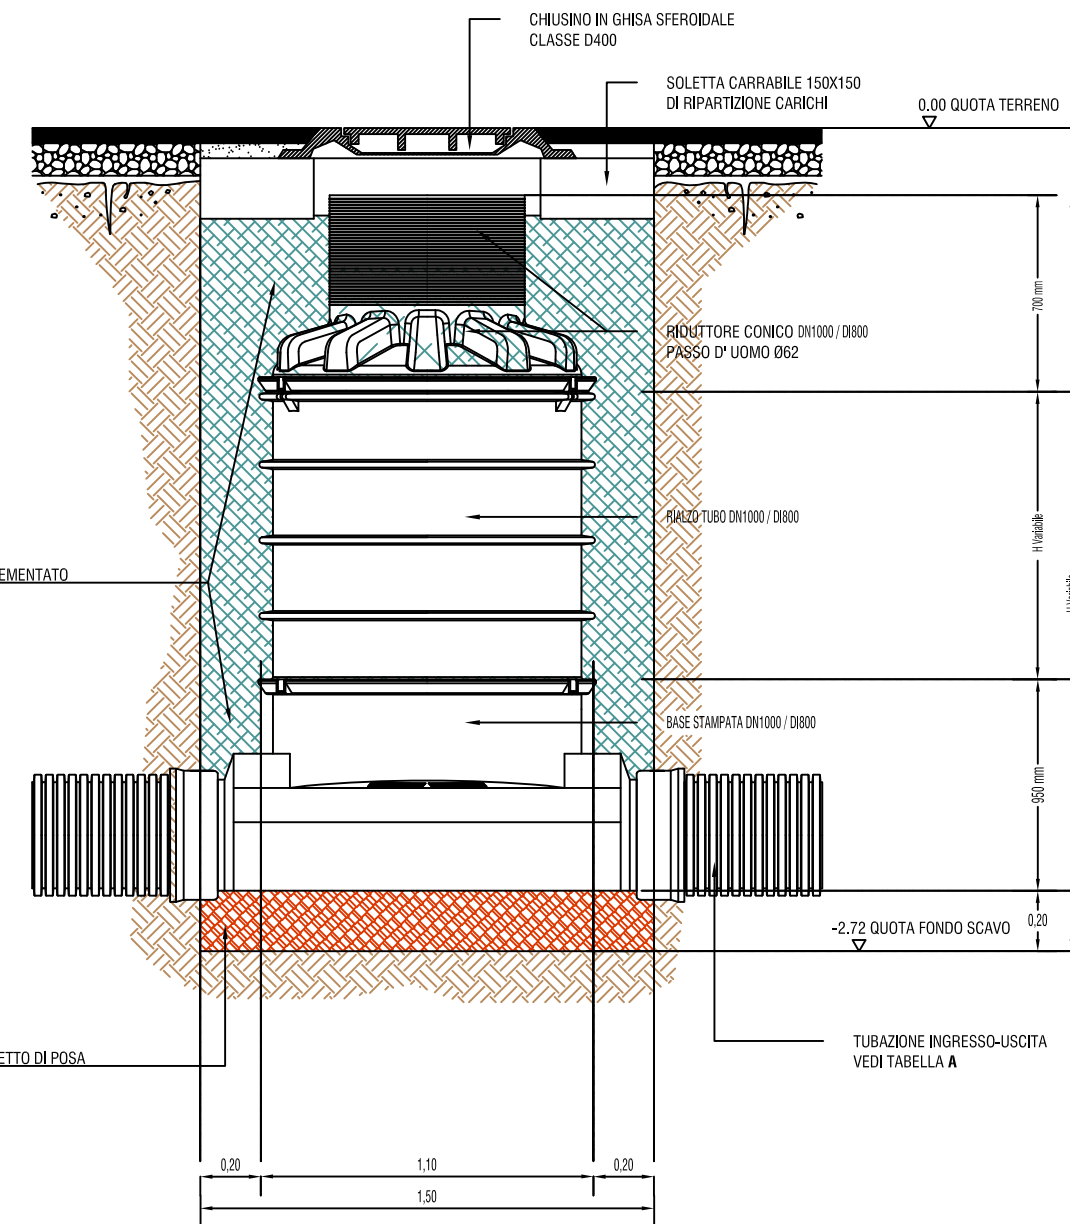 CHIUSINO IN GHISA SFEROIDALE
CLASSE D400
SOLETTA CARRABILE 150X150
DI RIPARTIZIONE CARICHI
0.00 QUOTA TERRENO
700 mm
RIDUTTORE CONICO DN1000 / DI800
PASSO D' UOMO Ø62
RIALZO TUBO DN1000 / DI800
H Variabile
EMENTATO
BASE STAMPATA DN1000 / DI800
950 mm
0,20
-2.72 QUOTA FONDO SCAVO
ETTO DI POSA
TUBAZIONE INGRESSO-USCITA
VEDI TABELLA A
0,20
1,10
0,20
1,50